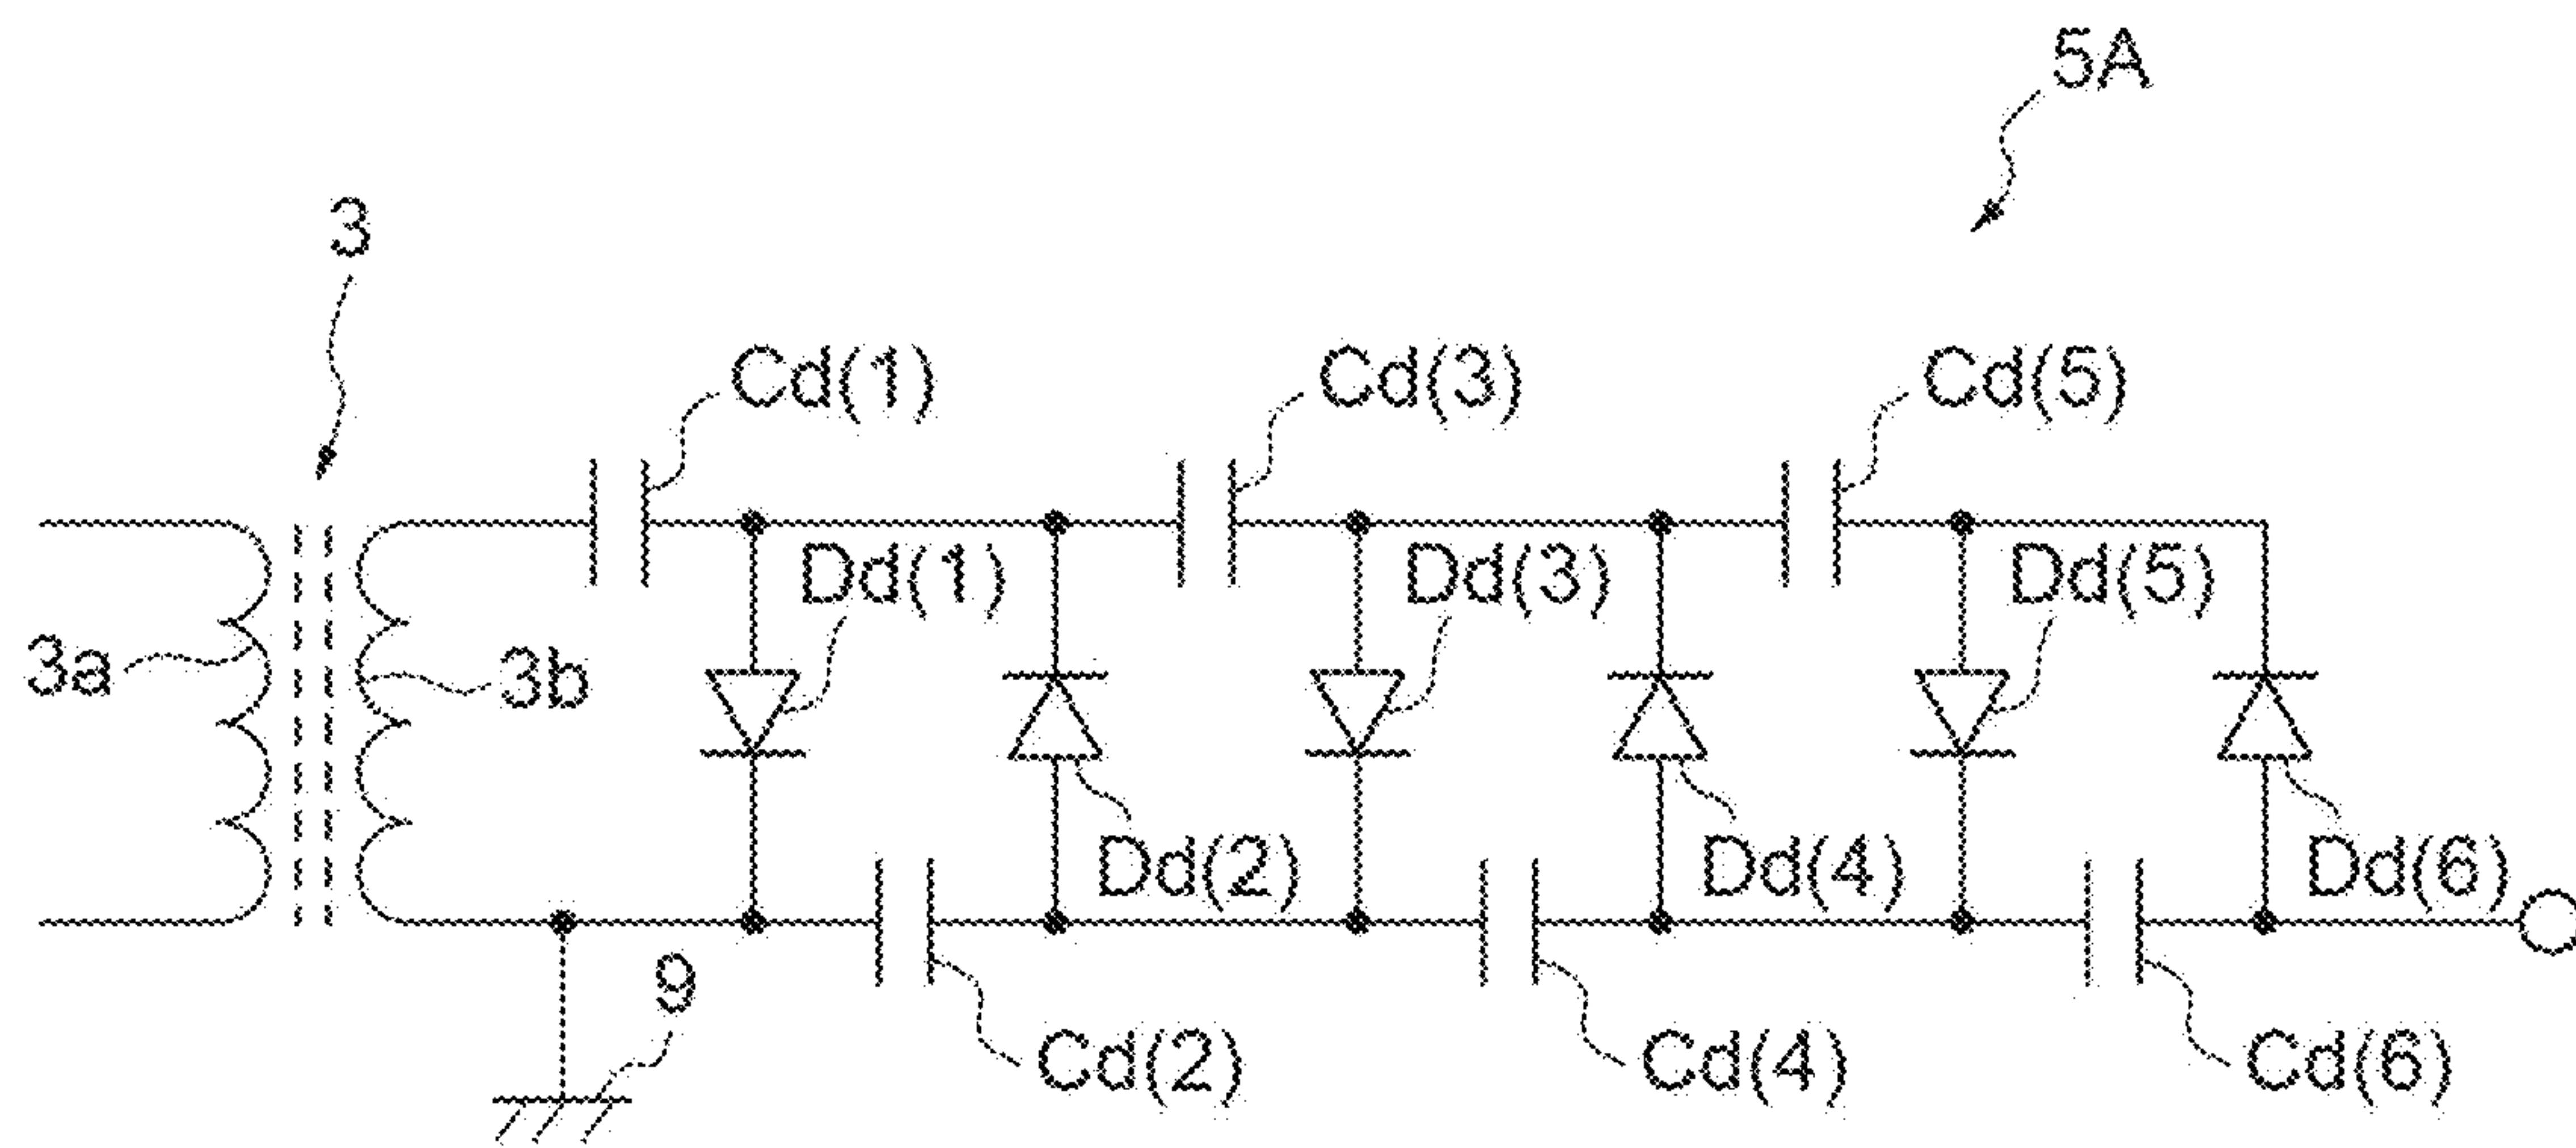 5A
3
Cd(1)
Cd(3)
Cd(5)
Dd(1)
Dd(3)
Dd(5)
3a
3b
Dd(2)
Dd(4)
Dd(6)
9
Cd(2)
Cd(4)
Cd(6)